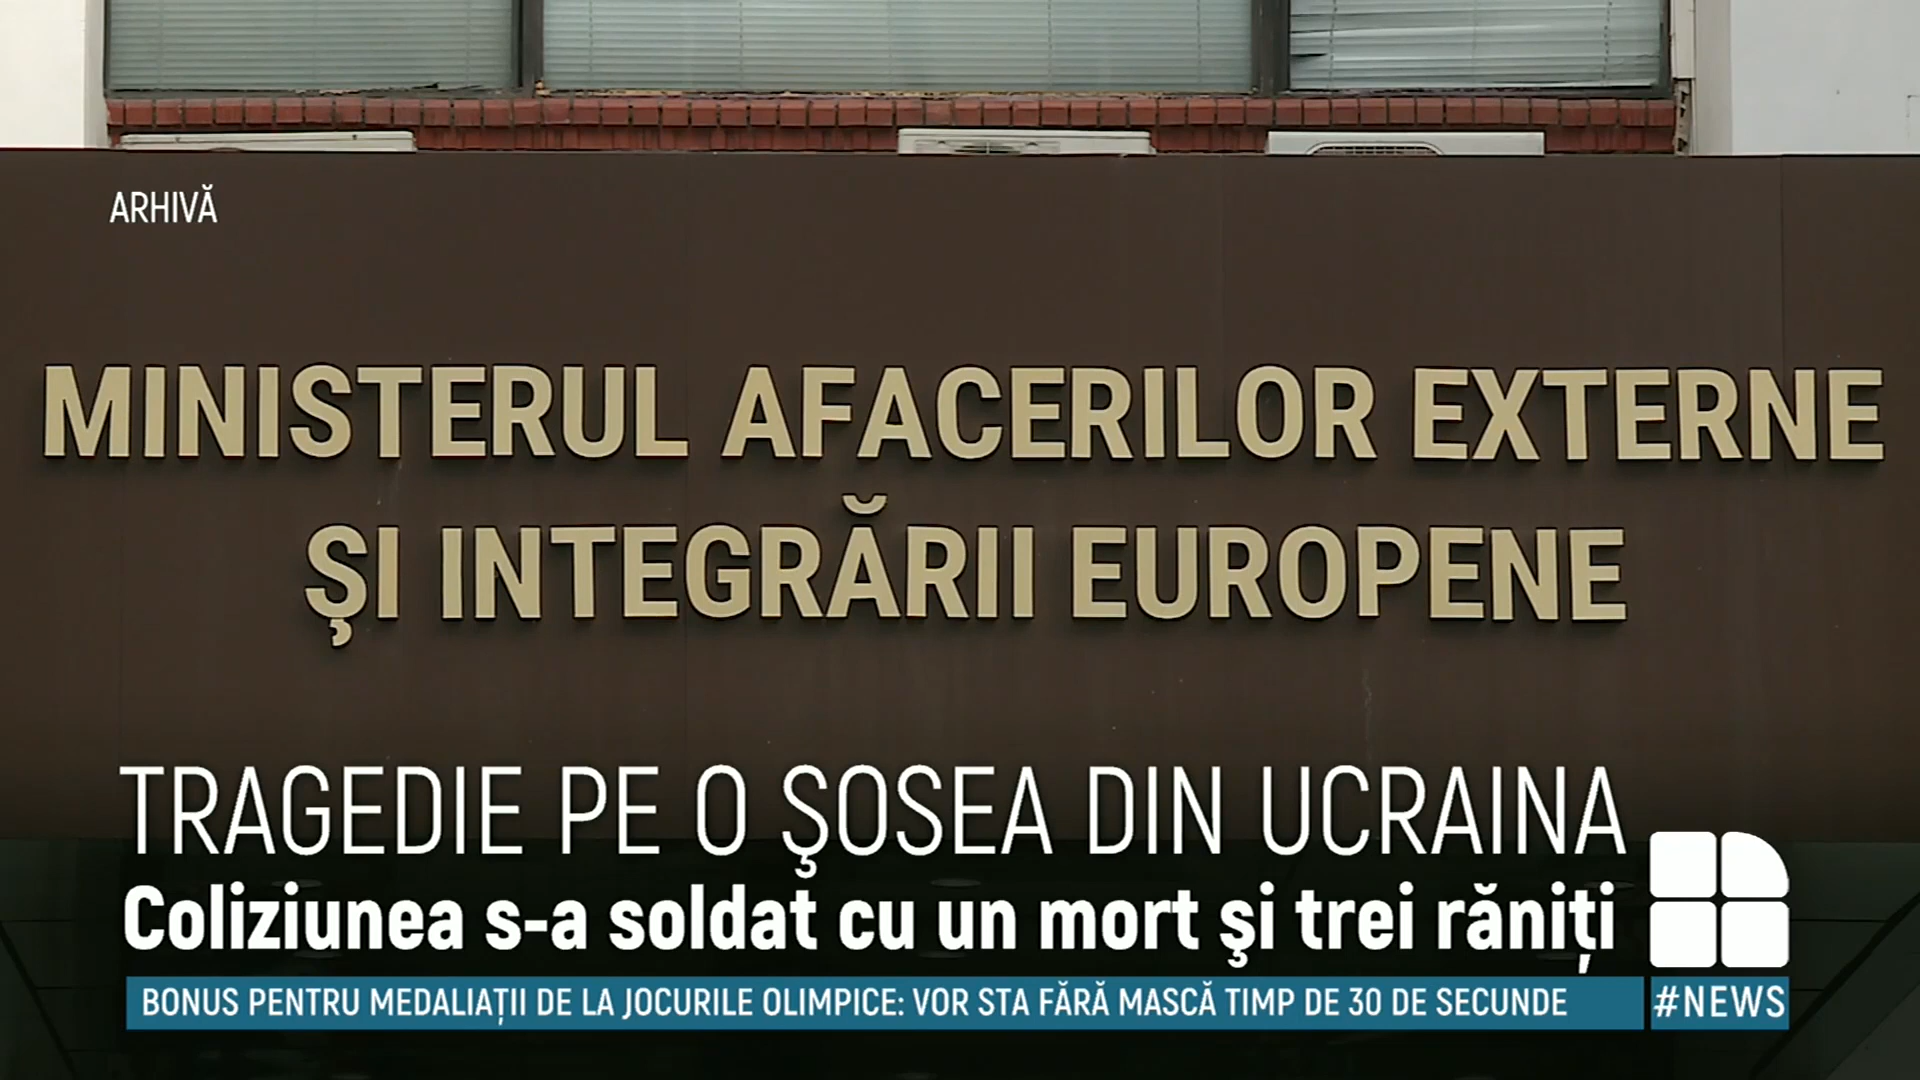 ARHIVĂ
MINISTERUL AFACERILOR EXTERNE
ȘI INTEGRĂRII EUROPENE
TRAGEDIE PE O ŞOSEA DIN UCRAINA
Coliziunea s-a soldat cu un mort şi trei răniți
BONUS PENTRU MEDALIAȚII DE LA JOCURILE OLIMPICE: VOR STA FĂRĂ MASCĂ TIMP DE 30 DE SECUNDE
#NEWS